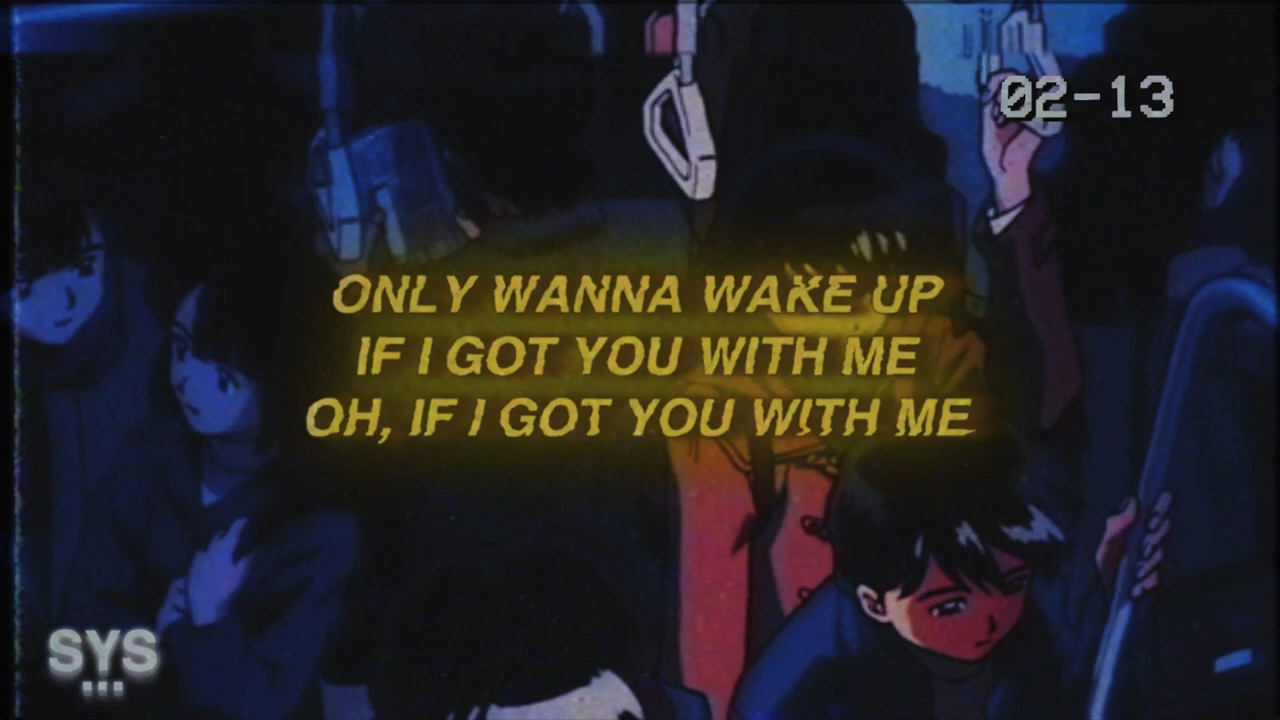 02-13
ONLY WANNA WAKE UP
IF I GOT YOU WITH ME
OH, IF I GOT YOU WITH ME
SYS